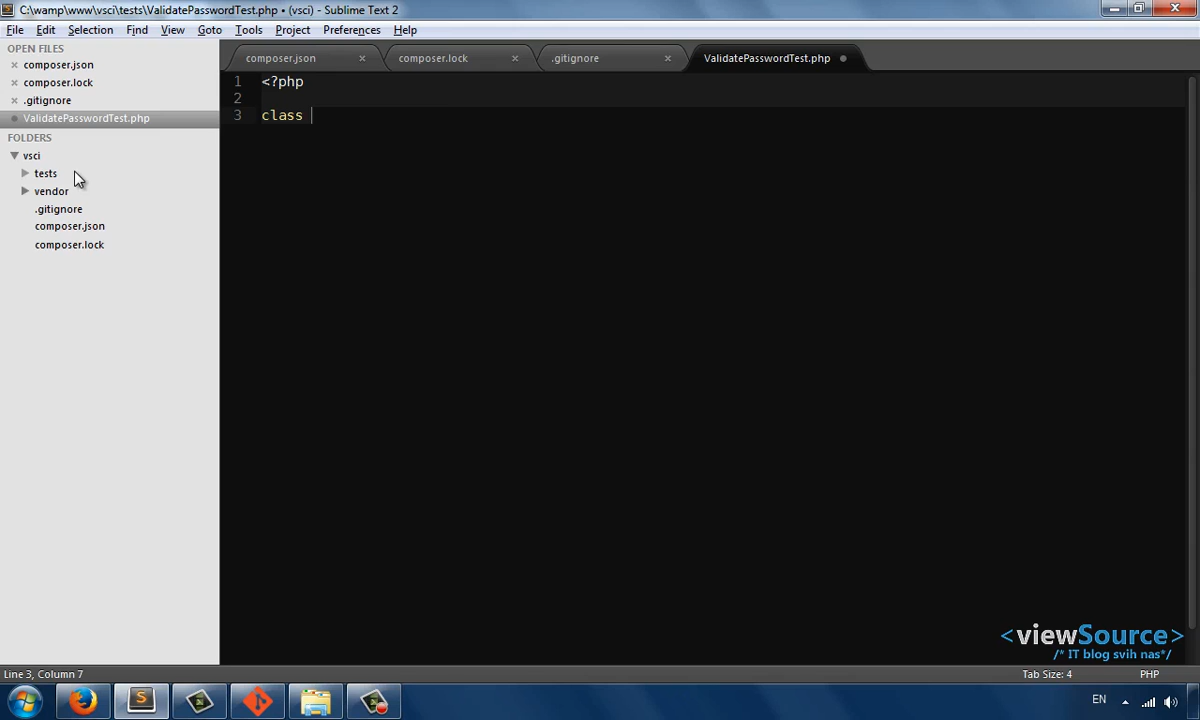 C:\wamp\www\vsci\tests\ValidatePasswordTest.php • (vsci) - Sublime Text 2
File Edit Selection Find View Goto Tools Project Preferences Help
OPEN FILES
composer.json
composer.lock
.gitignore
ValidatePasswordTest.php
FOLDERS
vsci
tests
vendor
.gitignore
composer.json
composer.lock
composer.json composer.lock .gitignore ValidatePasswordTest.php
1 <?php
2
3 class
<viewSource>
/* IT blog svih nas*/
Line 3, Column 7 Tab Size: 4 PHP
EN